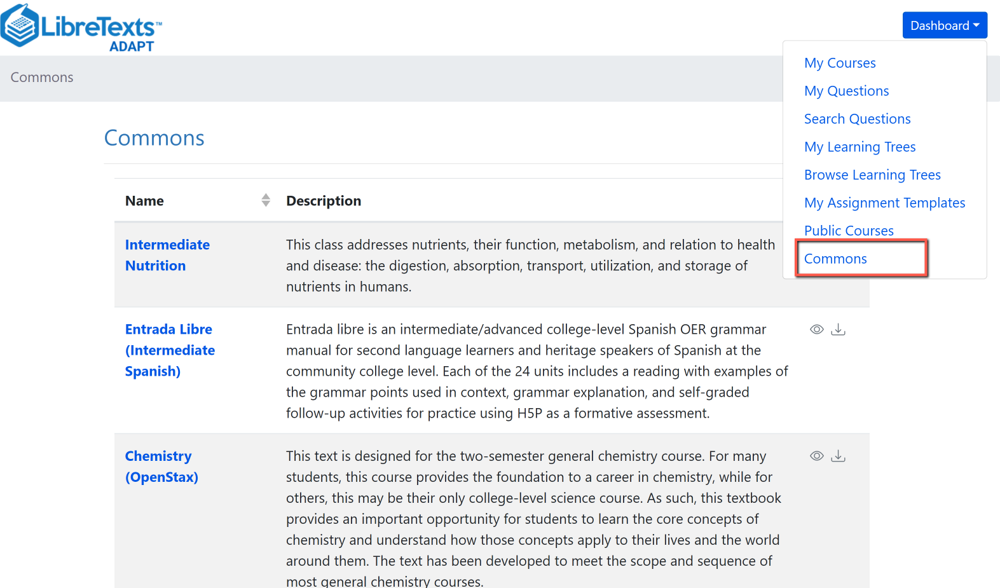 LibreTexts™
ADAPT
Dashboard
Commons
My Courses
My Questions
Search Questions
My Learning Trees
Browse Learning Trees
My Assignment Templates
Public Courses
Commons
Commons
Name
Description
Intermediate
Nutrition
This class addresses nutrients, their function, metabolism, and relation to health
and disease: the digestion, absorption, transport, utilization, and storage of
nutrients in humans.
Entrada Libre
(Intermediate
Spanish)
Entrada libre is an intermediate/advanced college-level Spanish OER grammar
manual for second language learners and heritage speakers of Spanish at the
community college level. Each of the 24 units includes a reading with examples of
the grammar points used in context, grammar explanation, and self-graded
follow-up activities for practice using H5P as a formative assessment.
Chemistry
(OpenStax)
This text is designed for the two-semester general chemistry course. For many
students, this course provides the foundation to a career in chemistry, while for
others, this may be their only college-level science course. As such, this textbook
provides an important opportunity for students to learn the core concepts of
chemistry and understand how those concepts apply to their lives and the world
around them. The text has been developed to meet the scope and sequence of
most general chemistry courses.